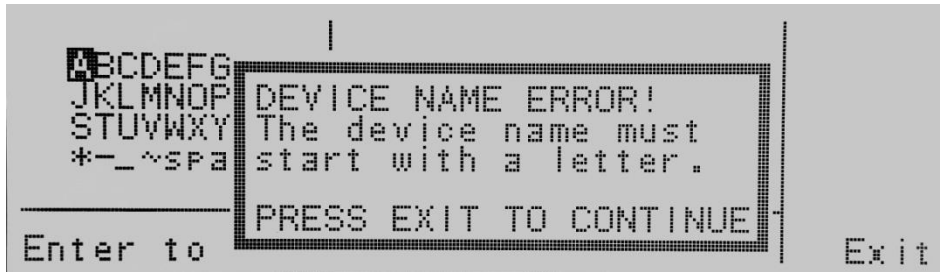 ABCDEFG
JKLMNOP
STUVWXY
*-_~spa
DEVICE NAME ERROR!
The device name must
start with a letter.
PRESS EXIT TO CONTINUE
Enter to
Exit